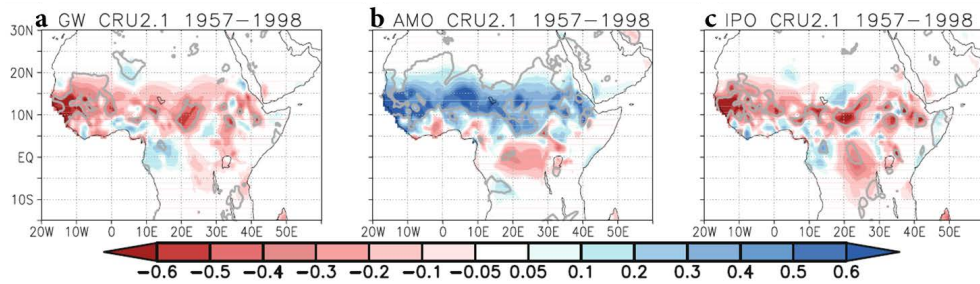 a GW CRU2.1 1957−1998
b AMO CRU2.1 1957−1998
c IPO CRU2.1 1957−1998
30N
20N
10N
EQ
10S
20W 10W 0 10E 20E 30E 40E 50E
20W 10W 0 10E 20E 30E 40E 50E
20W 10W 0 10E 20E 30E 40E 50E
−0.6 −0.5 −0.4 −0.3 −0.2 −0.1 −0.05 0.05 0.1 0.2 0.3 0.4 0.5 0.6